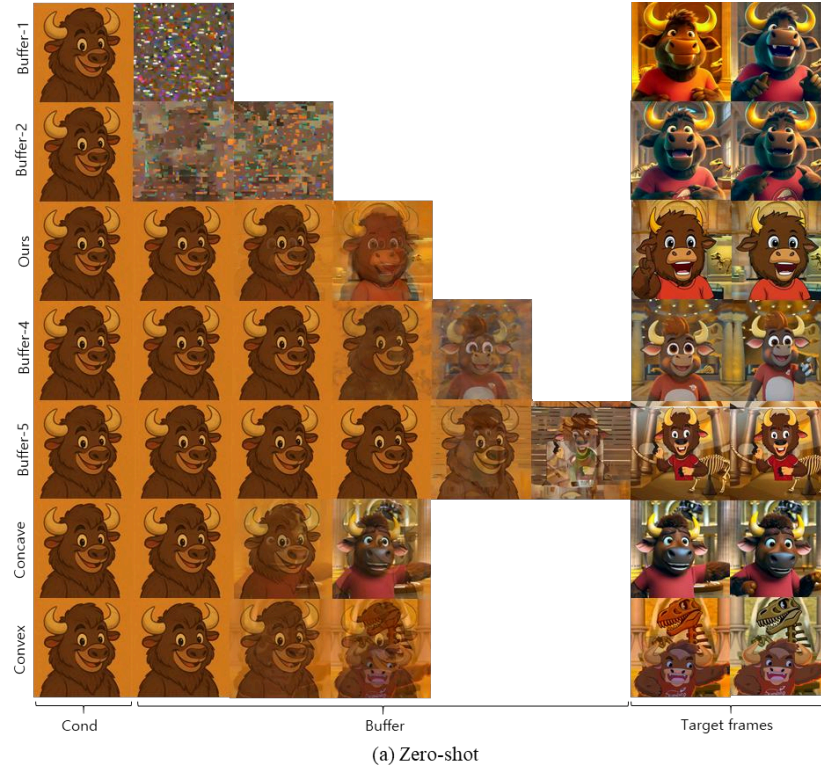 Buffer-1
Buffer-2
Ours
Buffer-4
Buffer-5
Concave
Convex
Cond
Buffer
Target frames
(a) Zero-shot